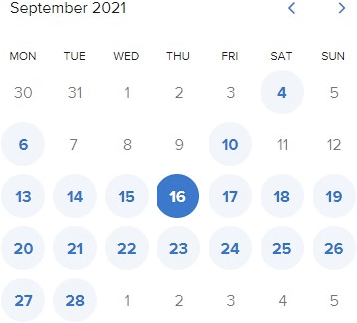 September 2021
MON TUE WED THU FRI SAT SUN
30 31 1 2 3 4 5
6 7 8 9 10 11 12
13 14 15 16 17 18 19
20 21 22 23 24 25 26
27 28 1 2 3 4 5